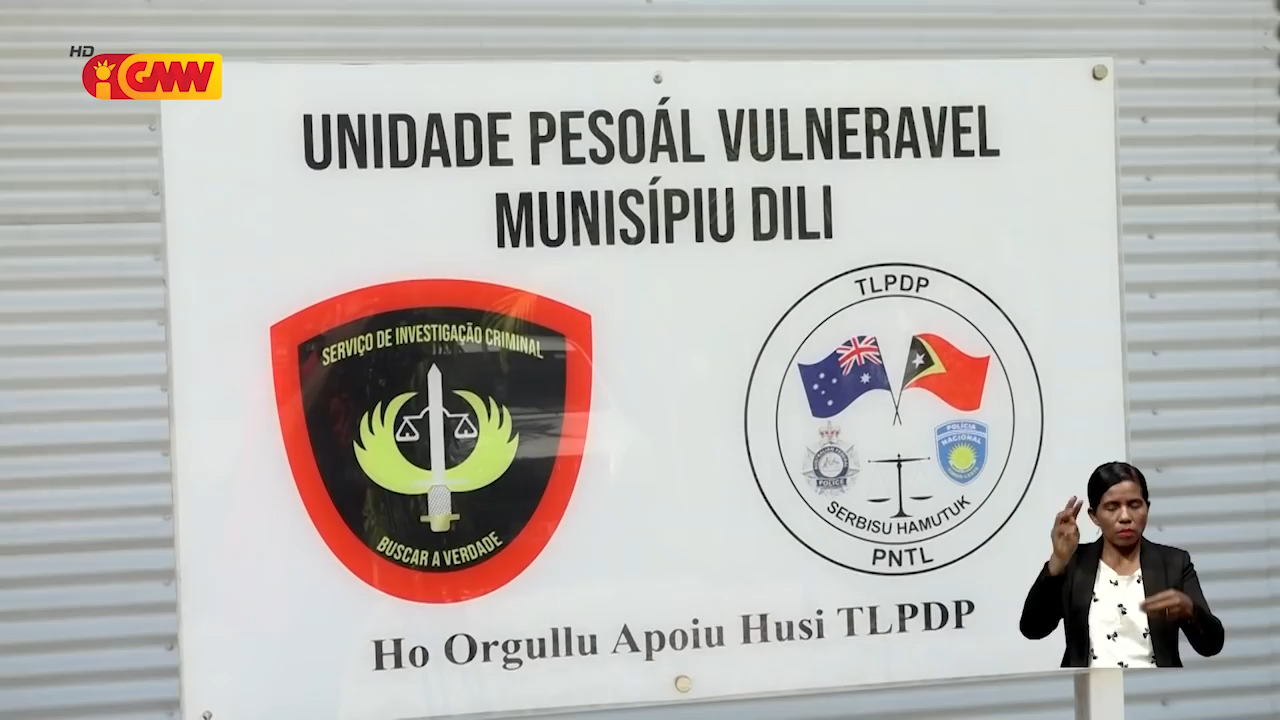 HD
GMN
UNIDADE PESOÁL VULNERAVEL
MUNISÍPIU DILI
SERVIÇO DE INVESTIGAÇÃO CRIMINAL
BUSCAR A VERDADE
TLPDP
POLÍCIA
NACIONAL
POLICE
SERBISU HAMUTUK
PNTL
Ho Orgullu Apoiu Husi TLPDP